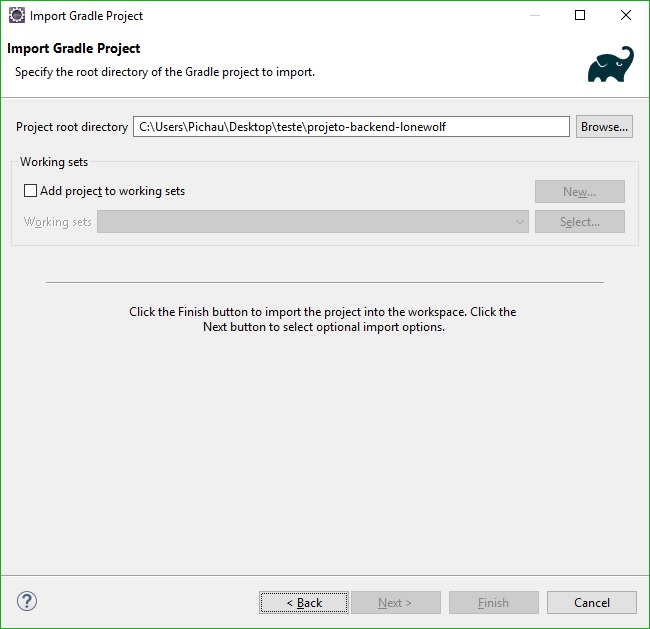 Import Gradle Project
Import Gradle Project
Specify the root directory of the Gradle project to import.
Project root directory C:\Users\Pichau\Desktop\teste\projeto-backend-lonewolf Browse...
Working sets
Add project to working sets New...
Working sets Select...
Click the Finish button to import the project into the workspace. Click the
Next button to select optional import options.
? < Back Next > Finish Cancel